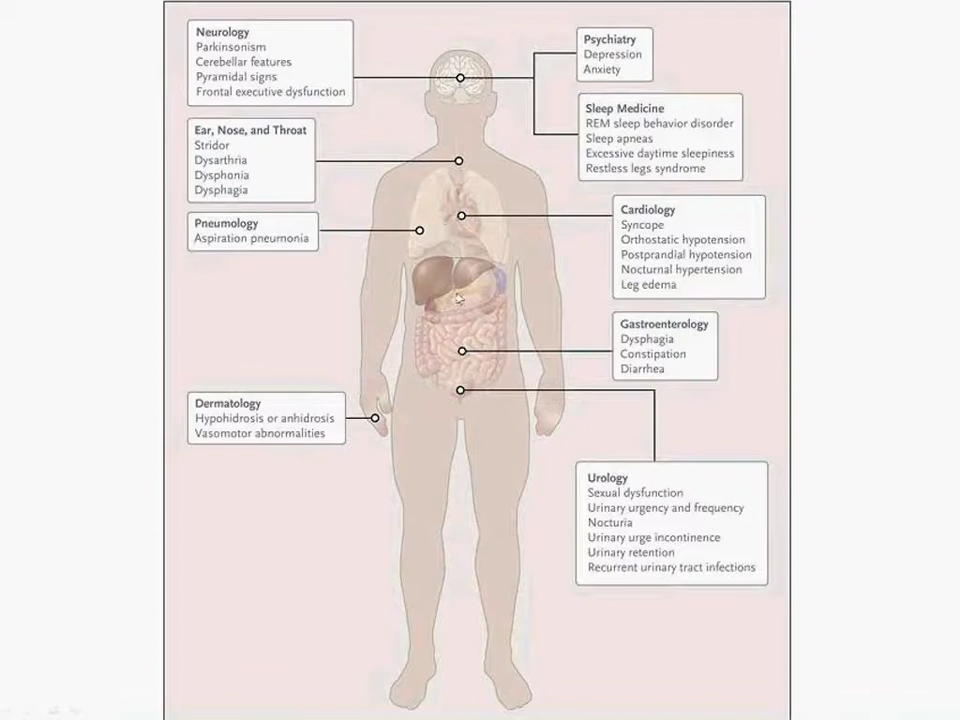 Neurology
Parkinsonism
Cerebellar features
Pyramidal signs
Frontal executive dysfunction
Ear, Nose, and Throat
Stridor
Dysarthria
Dysphonia
Dysphagia
Pneumology
Aspiration pneumonia
Dermatology
Hypohidrosis or anhidrosis
Vasomotor abnormalities
Psychiatry
Depression
Anxiety
Sleep Medicine
REM sleep behavior disorder
Sleep apneas
Excessive daytime sleepiness
Restless legs syndrome
Cardiology
Syncope
Orthostatic hypotension
Postprandial hypotension
Nocturnal hypertension
Leg edema
Gastroenterology
Dysphagia
Constipation
Diarrhea
Urology
Sexual dysfunction
Urinary urgency and frequency
Nocturia
Urinary urge incontinence
Urinary retention
Recurrent urinary tract infections